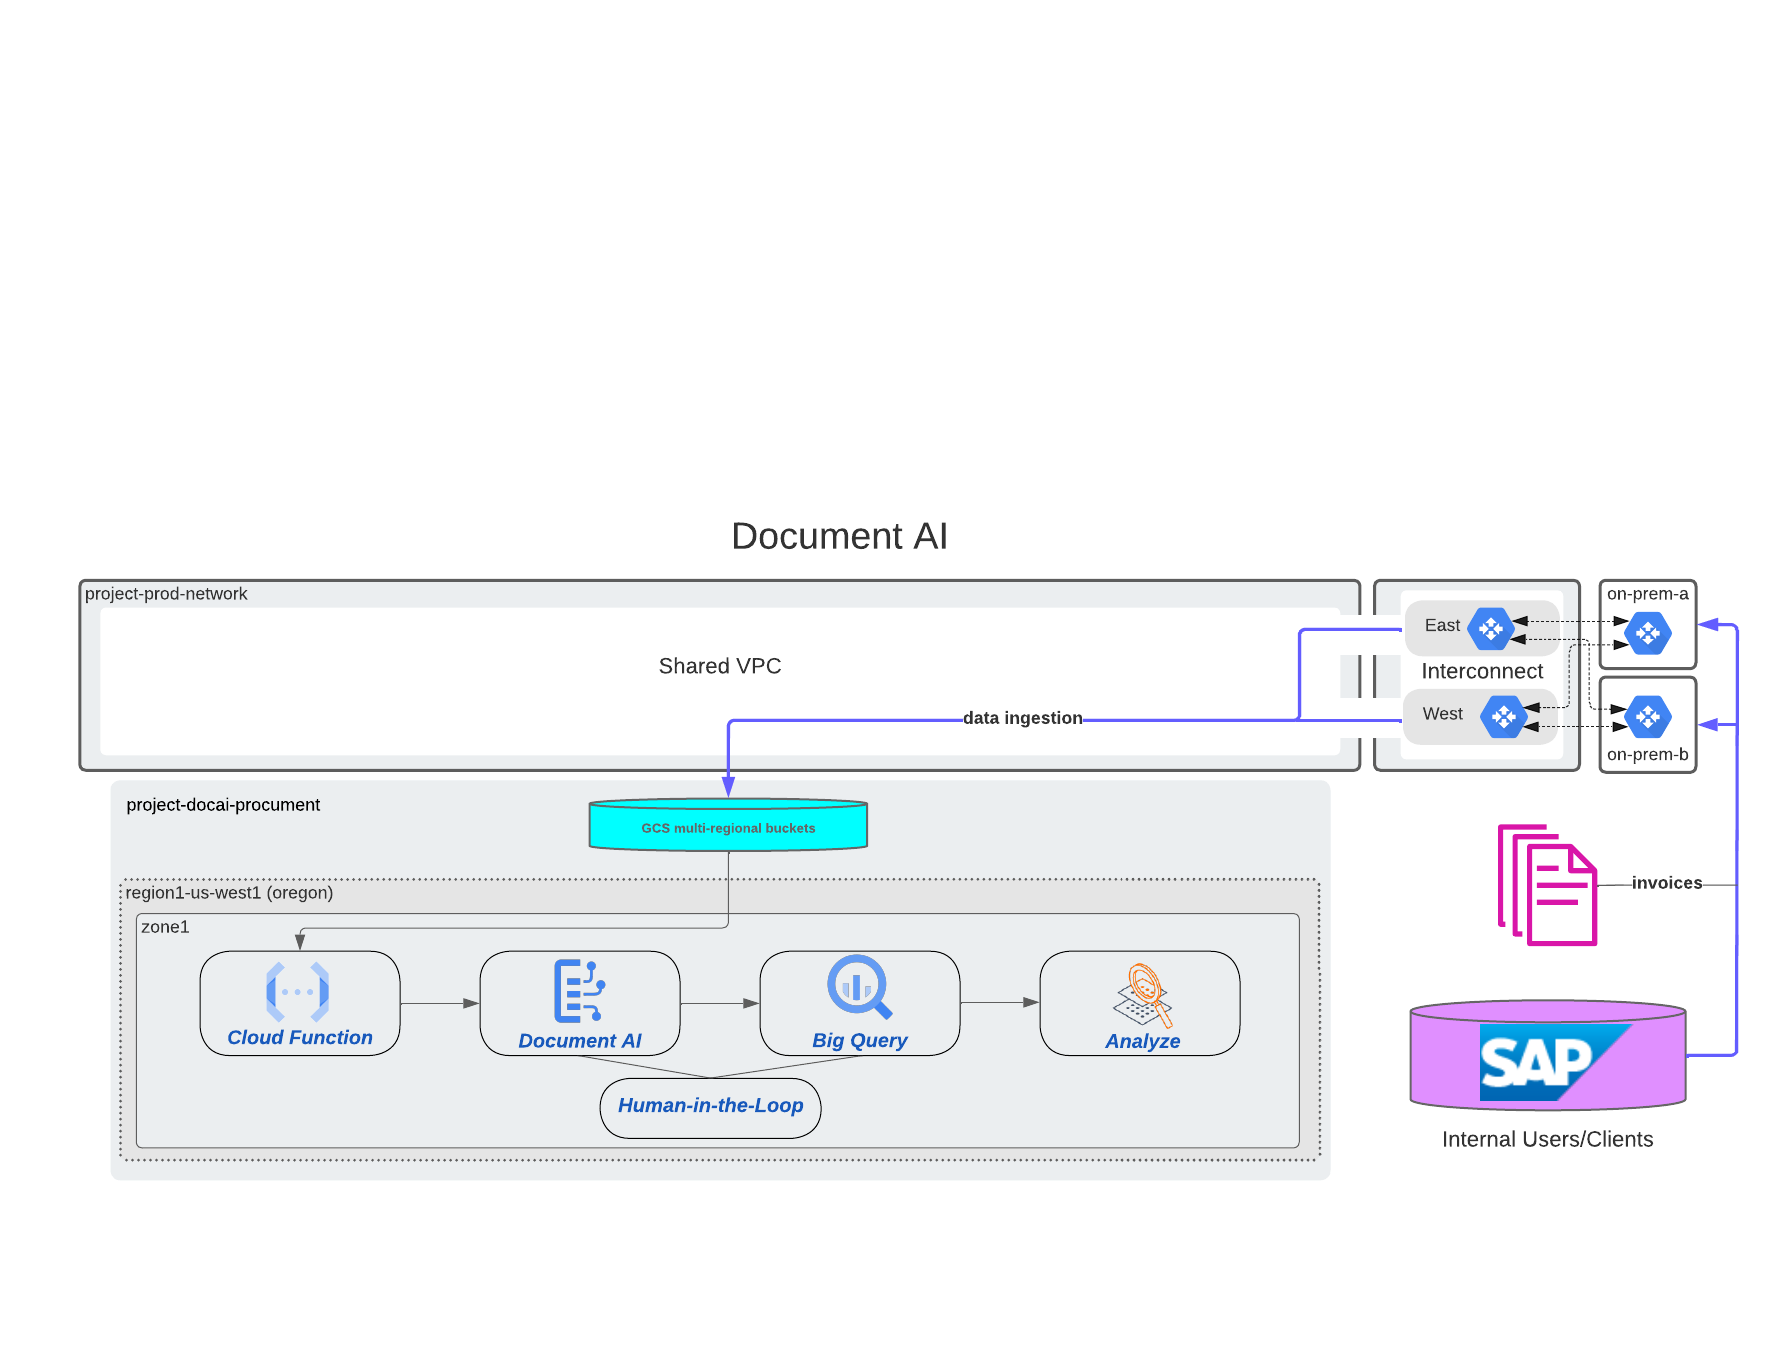 Document AI
project-prod-network
Shared VPC
data ingestion
East
Interconnect
West
on-prem-a
on-prem-b
project-docai-procument
GCS multi-regional buckets
region1-us-west1 (oregon)
zone1
Cloud Function
Document AI
Big Query
Analyze
Human-in-the-Loop
invoices
SAP
Internal Users/Clients